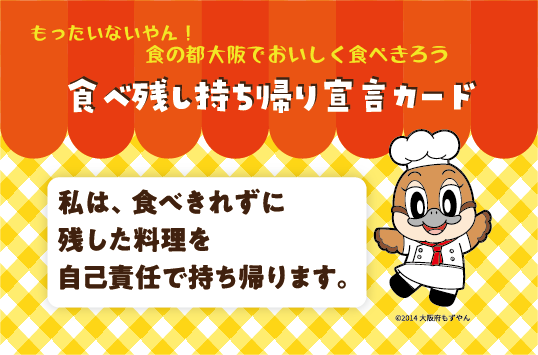 もったいないやん！
食の都大阪でおいしく食べきろう
食べ残し持ち帰り宣言カード
私は、食べきれずに
残した料理を
自己責任で持ち帰ります。
©2014 大阪府もずやん